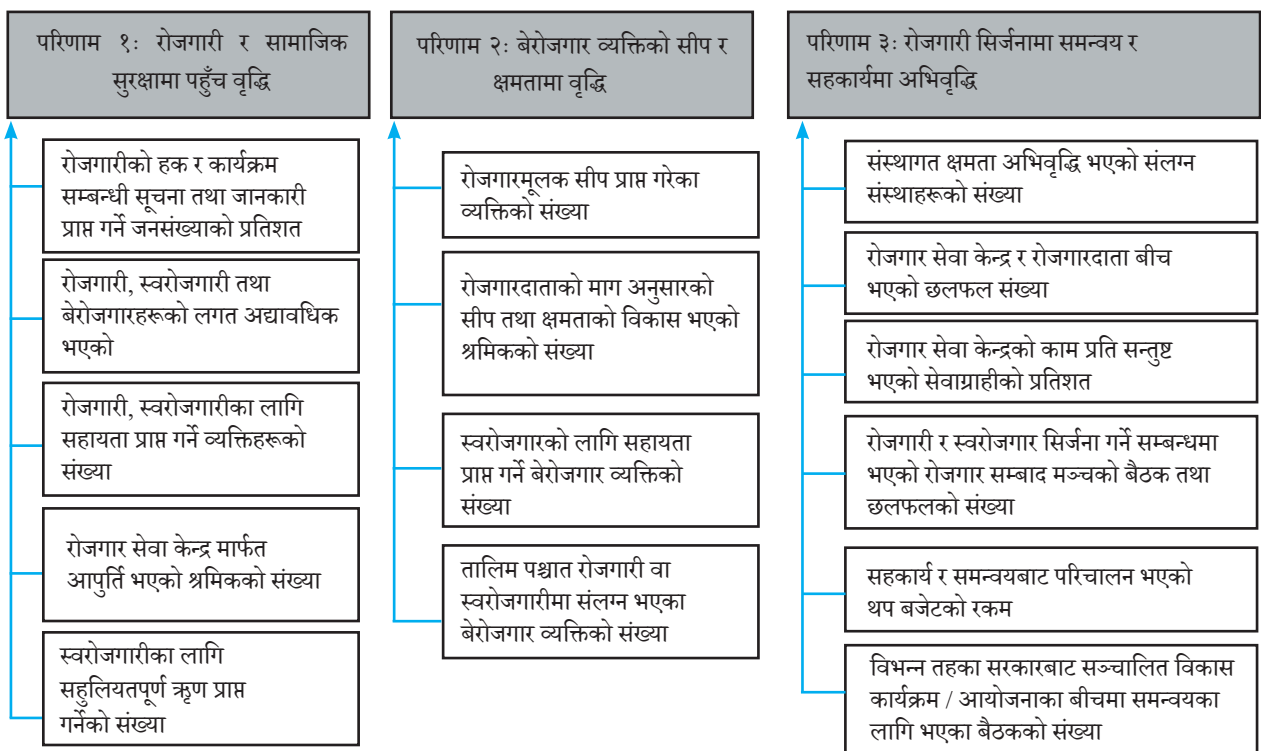 परिणाम १: रोजगारी र सामाजिक
सुरक्षामा पहुँच वृद्धि
रोजगारीको हक र कार्यक्रम
सम्बन्धी सूचना तथा जानकारी
प्राप्त गर्ने जनसंख्याको प्रतिशत
रोजगारी, स्वरोजगारी तथा
बेरोजगारहरूको लगत अद्यावधिक
भएको
रोजगारी, स्वरोजगारीका लागि
सहायता प्राप्त गर्ने व्यक्तिहरूको
संख्या
रोजगार सेवा केन्द्र मार्फत
आपुर्ति भएको श्रमिकको संख्या
स्वरोजगारीका लागि
सहुलियतपूर्ण ऋृण प्राप्त
गर्नेको संख्या
परिणाम २: बेरोजगार व्यक्तिको सीप र
क्षमतामा वृद्धि
रोजगारमूलक सीप प्राप्त गरेका
व्यक्तिको संख्या
रोजगारदाताको माग अनुसारको
सीप तथा क्षमताको विकास भएको
श्रमिकको संख्या
स्वरोजगारको लागि सहायता
प्राप्त गर्ने बेरोजगार व्यक्तिको
संख्या
तालिम पश्चात रोजगारी वा
स्वरोजगारीमा संलग्न भएका
बेरोजगार व्यक्तिको संख्या
परिणाम ३: रोजगारी सिर्जनामा समन्वय र
सहकार्यमा अभिवृद्धि
संस्थागत क्षमता अभिवृद्धि भएको संलग्न
संस्थाहरूको संख्या
रोजगार सेवा केन्द्र र रोजगारदाता बीच
भएको छलफल संख्या
रोजगार सेवा केन्द्रको काम प्रति सन्तुष्ट
भएको सेवाग्राहीको प्रतिशत
रोजगारी र स्वरोजगार सिर्जना गर्ने सम्बन्धमा
भएको रोजगार सम्बाद मञ्चको बैठक तथा
छलफलको संख्या
सहकार्य र समन्वयबाट परिचालन भएको
थप बजेटको रकम
विभन्न तहका सरकारबाट सञ्चालित विकास
कार्यक्रम / आयोजनाका बीचमा समन्वयका
लागि भएका बैठकको संख्या